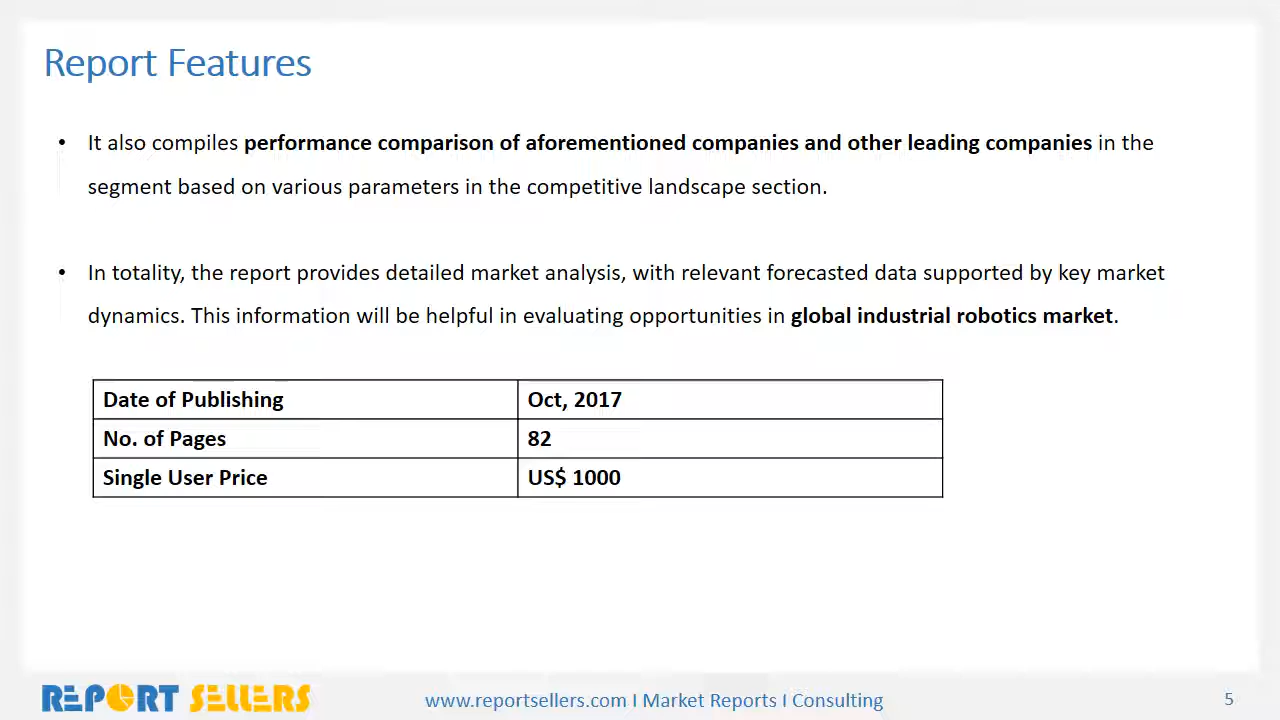 Report Features
• It also compiles performance comparison of aforementioned companies and other leading companies in the
segment based on various parameters in the competitive landscape section.
• In totality, the report provides detailed market analysis, with relevant forecasted data supported by key market
dynamics. This information will be helpful in evaluating opportunities in global industrial robotics market.
Date of Publishing Oct, 2017
No. of Pages 82
Single User Price US$ 1000
REPORT SELLERS www.reportsellers.com I Market Reports I Consulting 5